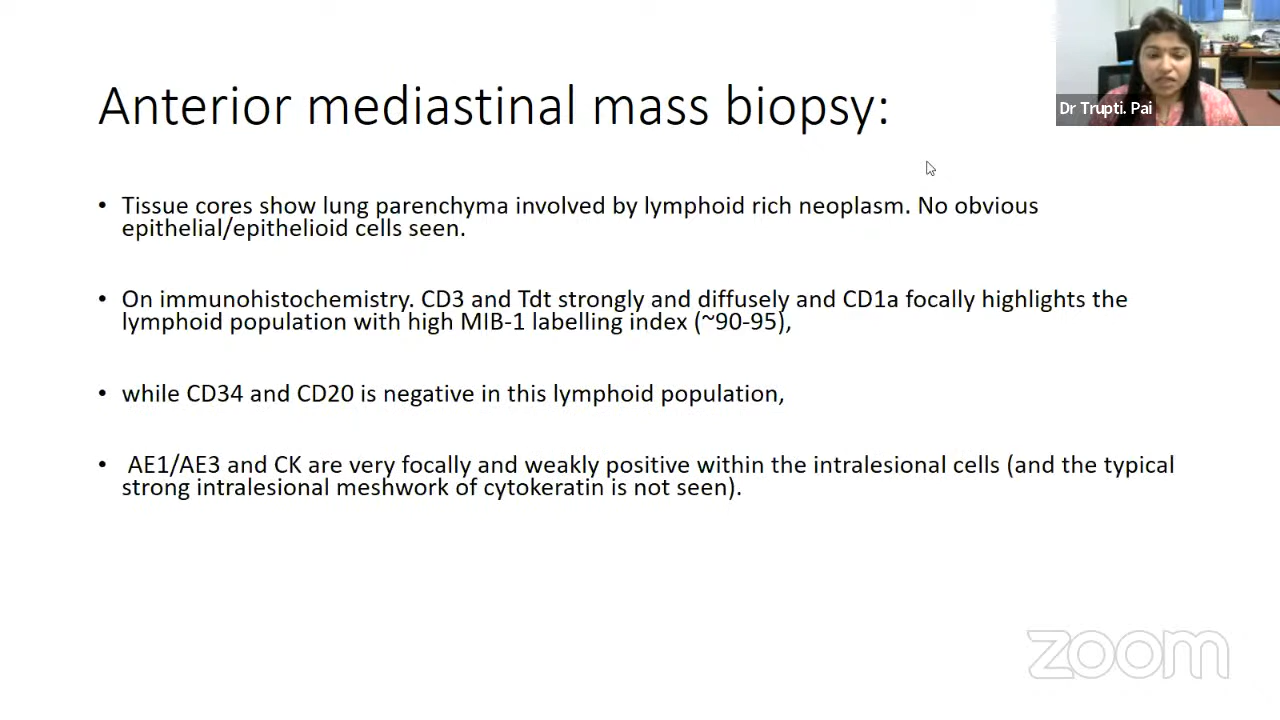 Dr Trupti. Pai
Anterior mediastinal mass biopsy:
• Tissue cores show lung parenchyma involved by lymphoid rich neoplasm. No obvious
epithelial/epithelioid cells seen.
• On immunohistochemistry. CD3 and Tdt strongly and diffusely and CD1a focally highlights the
lymphoid population with high MIB-1 labelling index (~90-95),
• while CD34 and CD20 is negative in this lymphoid population,
• AE1/AE3 and CK are very focally and weakly positive within the intralesional cells (and the typical
strong intralesional meshwork of cytokeratin is not seen).
zoom